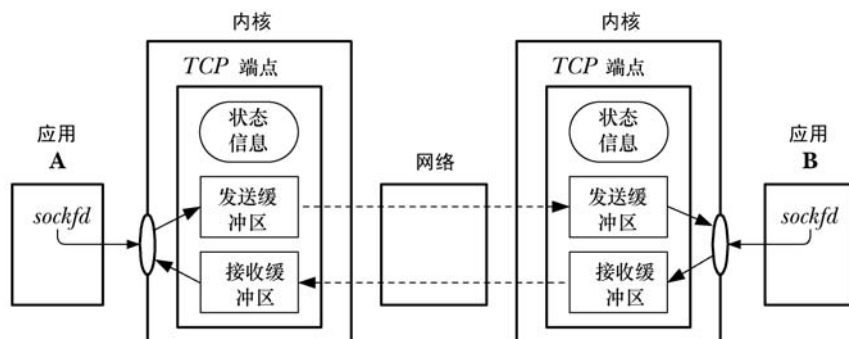 内核
内核
TCP 端点
TCP 端点
应用
A
状态
信息
网络
状态
信息
应用
B
sockfd
发送缓
冲区
发送缓
冲区
sockfd
接收缓
冲区
接收缓
冲区